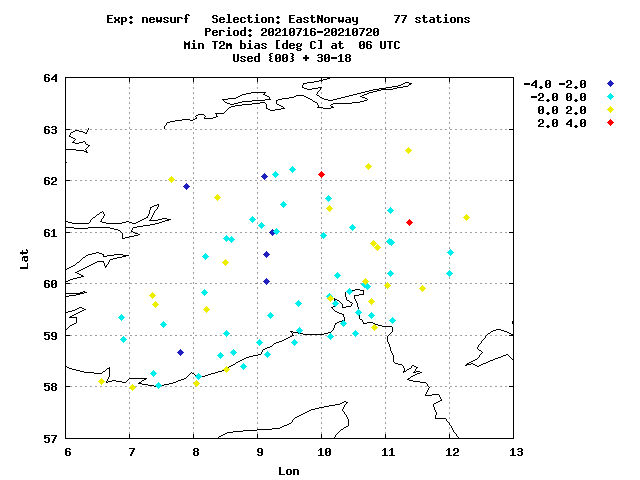 Exp: newsurf Selection: EastNorway 77 stations
Period: 20210716-20210720
Min T2m bias [deg C] at 06 UTC
Used {00} + 30-18
-4.0 -2.0
-2.0 0.0
0.0 2.0
2.0 4.0
64
63
62
61
60
59
58
57
Lat
6 7 8 9 10 11 12 13
Lon